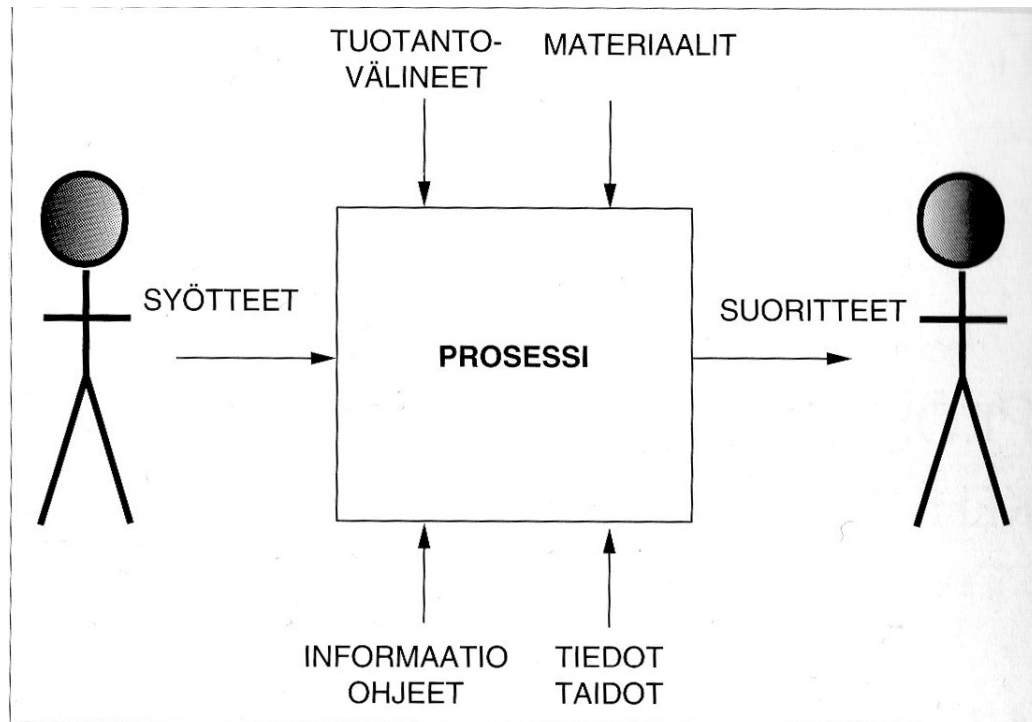 TUOTANTO-
VÄLINEET
MATERIAALIT
SYÖTTEET
PROSESSI
SUORITTEET
INFORMAATIO
OHJEET
TIEDOT
TAIDOT